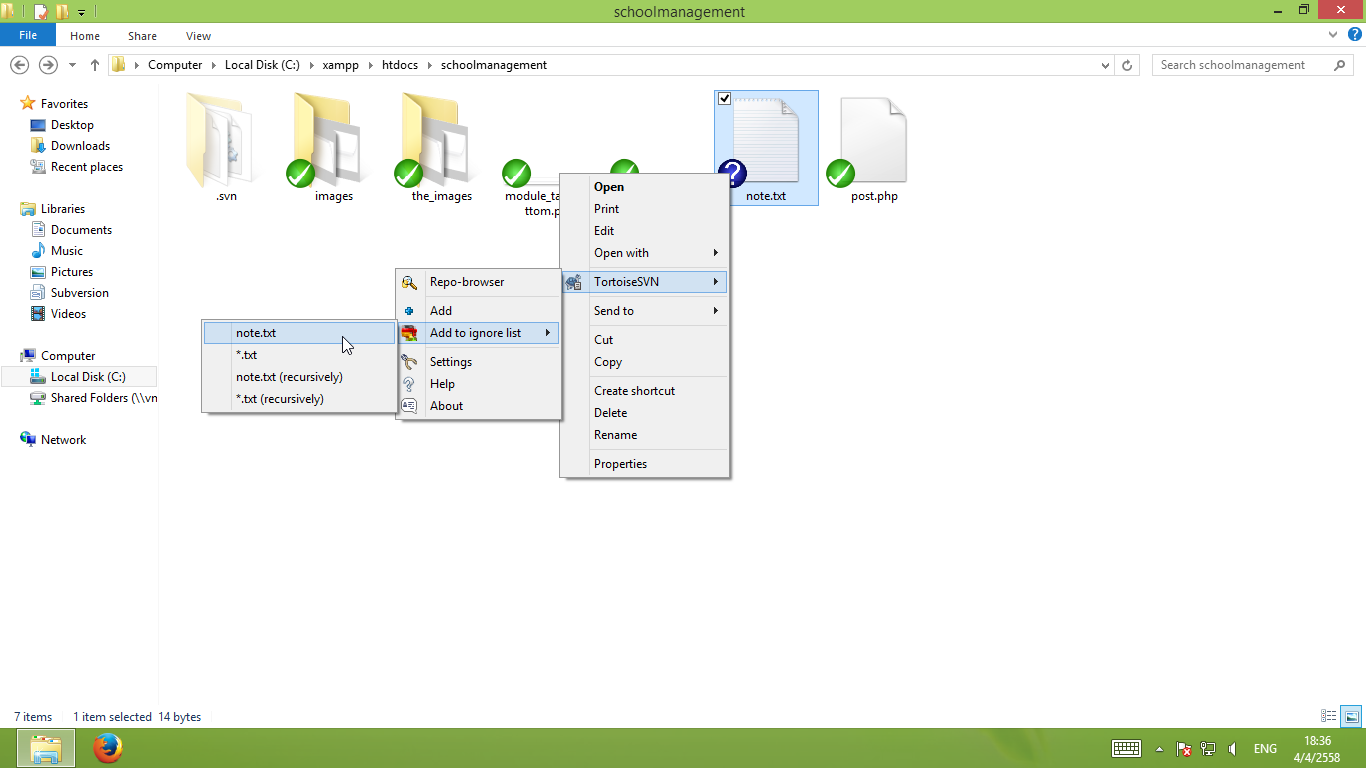 schoolmanagement
File
Home
Share
View
Computer
Local Disk (C:)
xampp
htdocs
schoolmanagement
Search schoolmanagement
Favorites
Desktop
Downloads
Recent places
Libraries
Documents
Music
Pictures
Subversion
Videos
Computer
Local Disk (C:)
Shared Folders (\\vn
Network
.svn
images
the_images
module_ta
ttom.p
note.txt
post.php
Open
Print
Edit
Open with
TortoiseSVN
Send to
Cut
Copy
Create shortcut
Delete
Rename
Properties
Repo-browser
Add
Add to ignore list
Settings
Help
About
note.txt
*.txt
note.txt (recursively)
*.txt (recursively)
7 items
1 item selected 14 bytes
ENG
18:36
4/4/2558